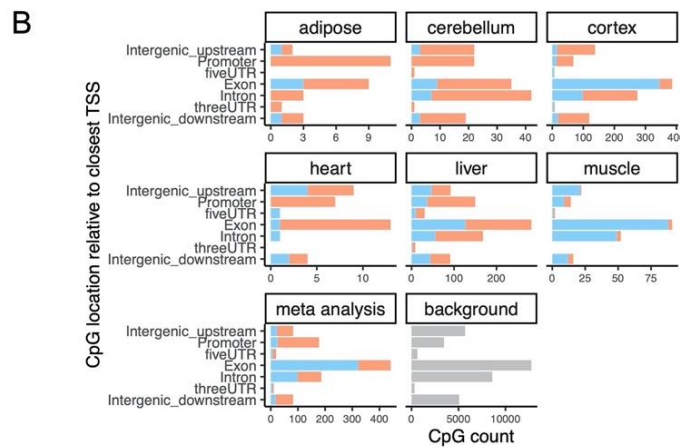 B
adipose cerebellum cortex
CpG location relative to closest TSS
Intergenic_upstream
Promoter
fiveUTR
Exon
Intron
threeUTR
Intergenic_downstream
0 3 6 9 0 10 20 30 40 0 100 200 300 40
heart liver muscle
Intergenic_upstream
Promoter
fiveUTR
Exon
Intron
threeUTR
Intergenic_downstream
0 5 10 0 100 200 0 25 50 75
meta analysis background
Intergenic_upstream
Promoter
fiveUTR
Exon
Intron
threeUTR
Intergenic_downstream
0 100 200 300 400 0 5000 10000
CpG count